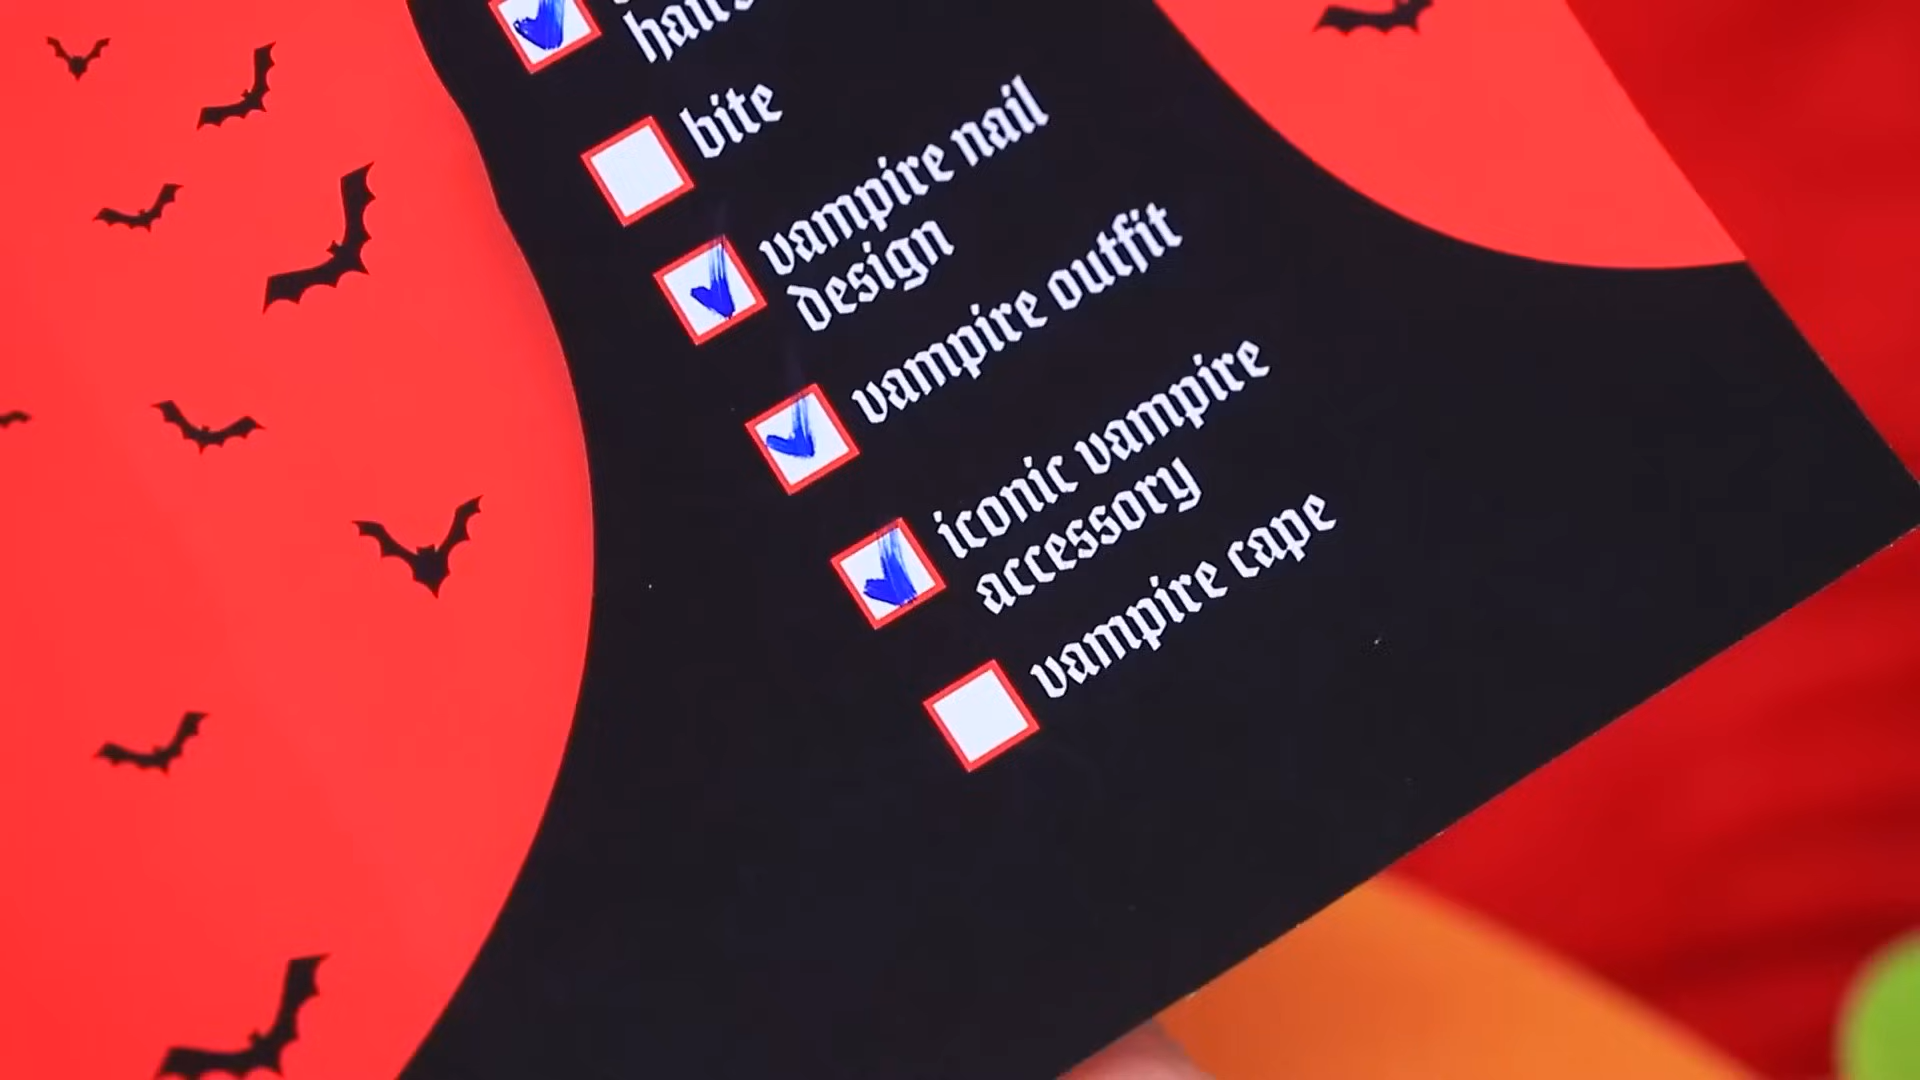 bite
vampire nail
design
vampire outfit
iconic vampire
accessory
vampire cape